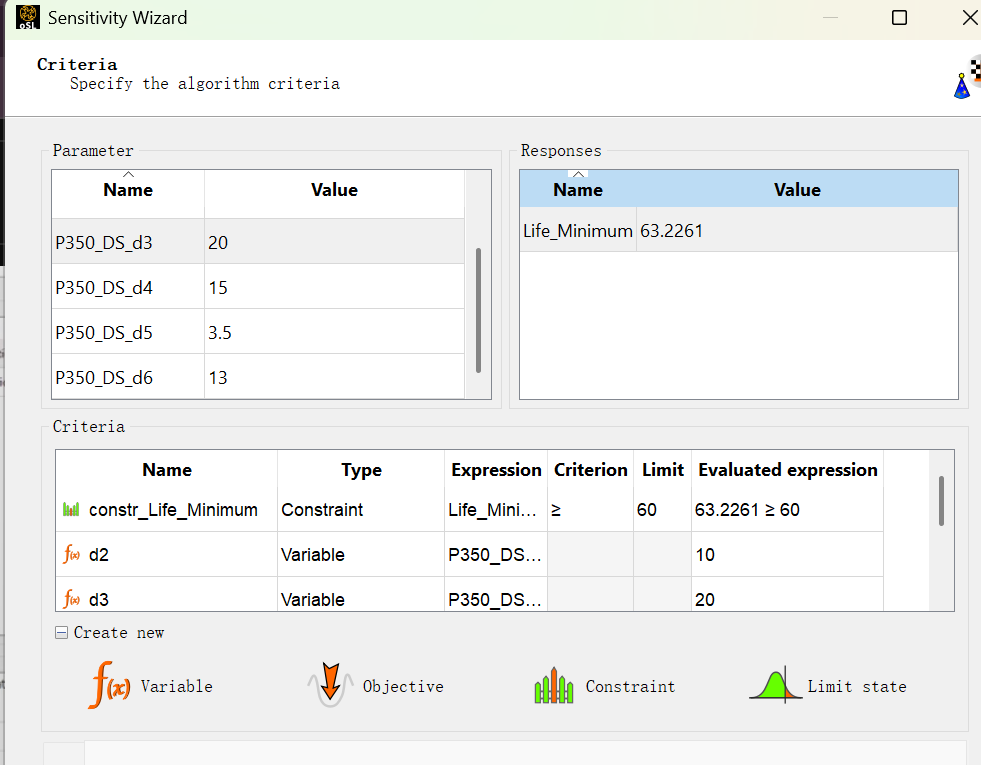 oSL Sensitivity Wizard
Criteria
Specify the algorithm criteria
Parameter
Name Value
P350_DS_d3 20
P350_DS_d4 15
P350_DS_d5 3.5
P350_DS_d6 13
Responses
Name Value
Life_Minimum 63.2261
Criteria
Name Type Expression Criterion Limit Evaluated expression
constr_Life_Minimum Constraint Life_Mini... ≥ 60 63.2261 ≥ 60
f(x) d2 Variable P350_DS... 10
f(x) d3 Variable P350_DS... 20
Create new
f(x) Variable Objective Constraint Limit state